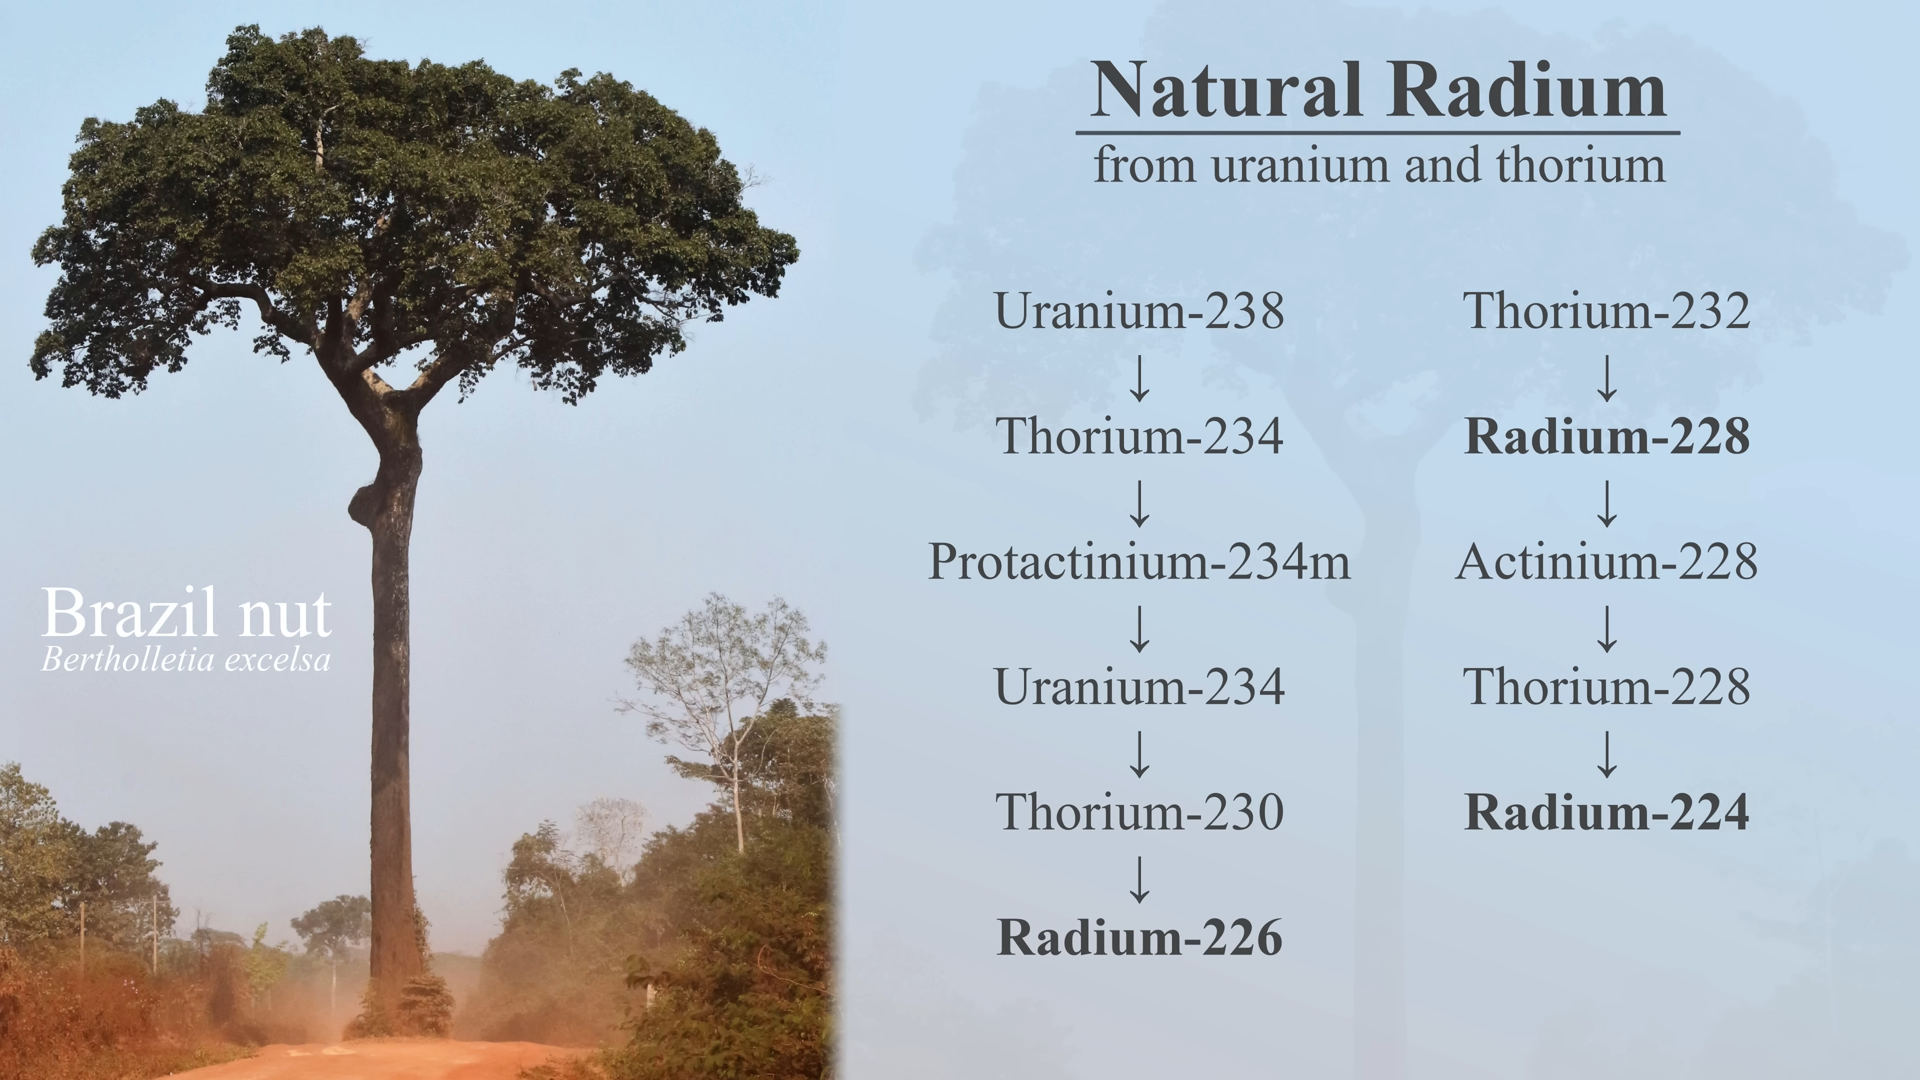 Brazil nut
Bertholletia excelsa
Natural Radium
from uranium and thorium
Uranium-238
↓
Thorium-234
↓
Protactinium-234m
↓
Uranium-234
↓
Thorium-230
↓
Radium-226
Thorium-232
↓
Radium-228
↓
Actinium-228
↓
Thorium-228
↓
Radium-224